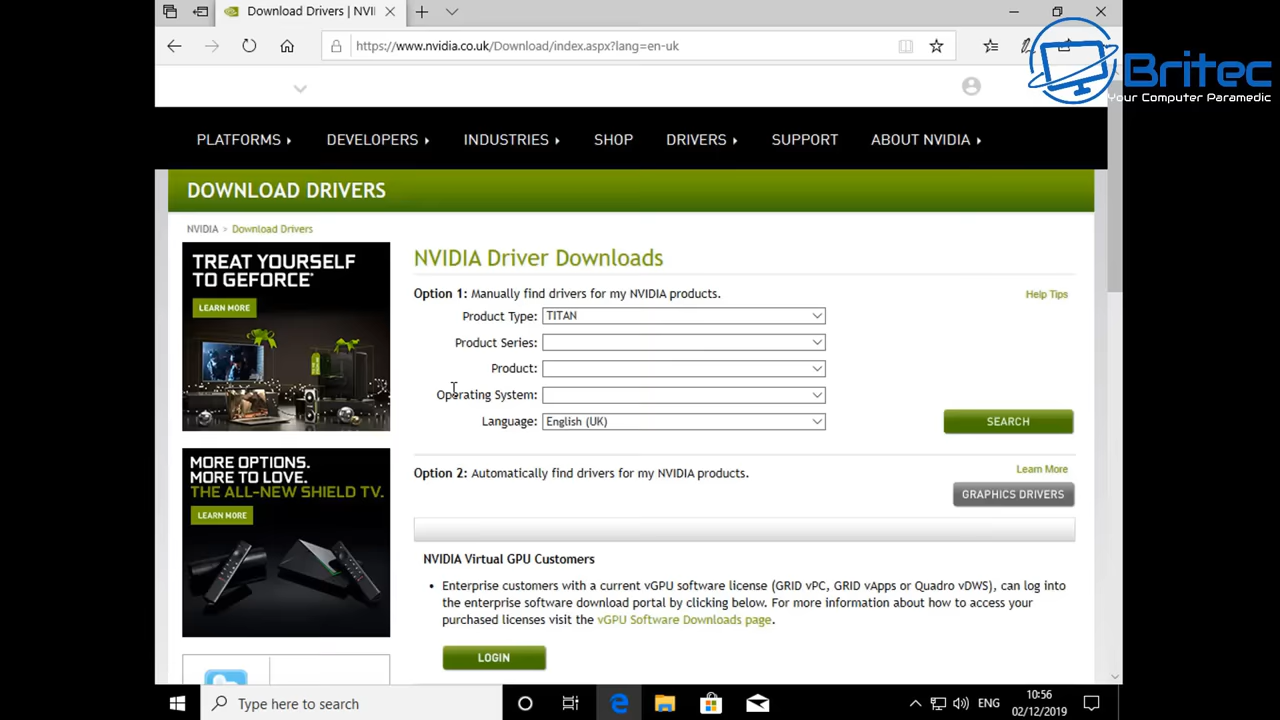 Download Drivers | NVI
https://www.nvidia.co.uk/Download/index.aspx?lang=en-uk
Britec
Your Computer Paramedic
PLATFORMS DEVELOPERS INDUSTRIES SHOP DRIVERS SUPPORT ABOUT NVIDIA
DOWNLOAD DRIVERS
NVIDIA > Download Drivers
TREAT YOURSELF
TO GEFORCE®
LEARN MORE
MORE OPTIONS.
MORE TO LOVE.
THE ALL-NEW SHIELD TV.
LEARN MORE
NVIDIA Driver Downloads
Option 1: Manually find drivers for my NVIDIA products.
Help Tips
Product Type: TITAN
Product Series:
Product:
Operating System:
Language: English (UK)
SEARCH
Option 2: Automatically find drivers for my NVIDIA products.
Learn More
GRAPHICS DRIVERS
NVIDIA Virtual GPU Customers
• Enterprise customers with a current vGPU software license (GRID vPC, GRID vApps or Quadro vDWS), can log into
the enterprise software download portal by clicking below. For more information about how to access your
purchased licenses visit the vGPU Software Downloads page.
LOGIN
Type here to search
ENG
10:56
02/12/2019